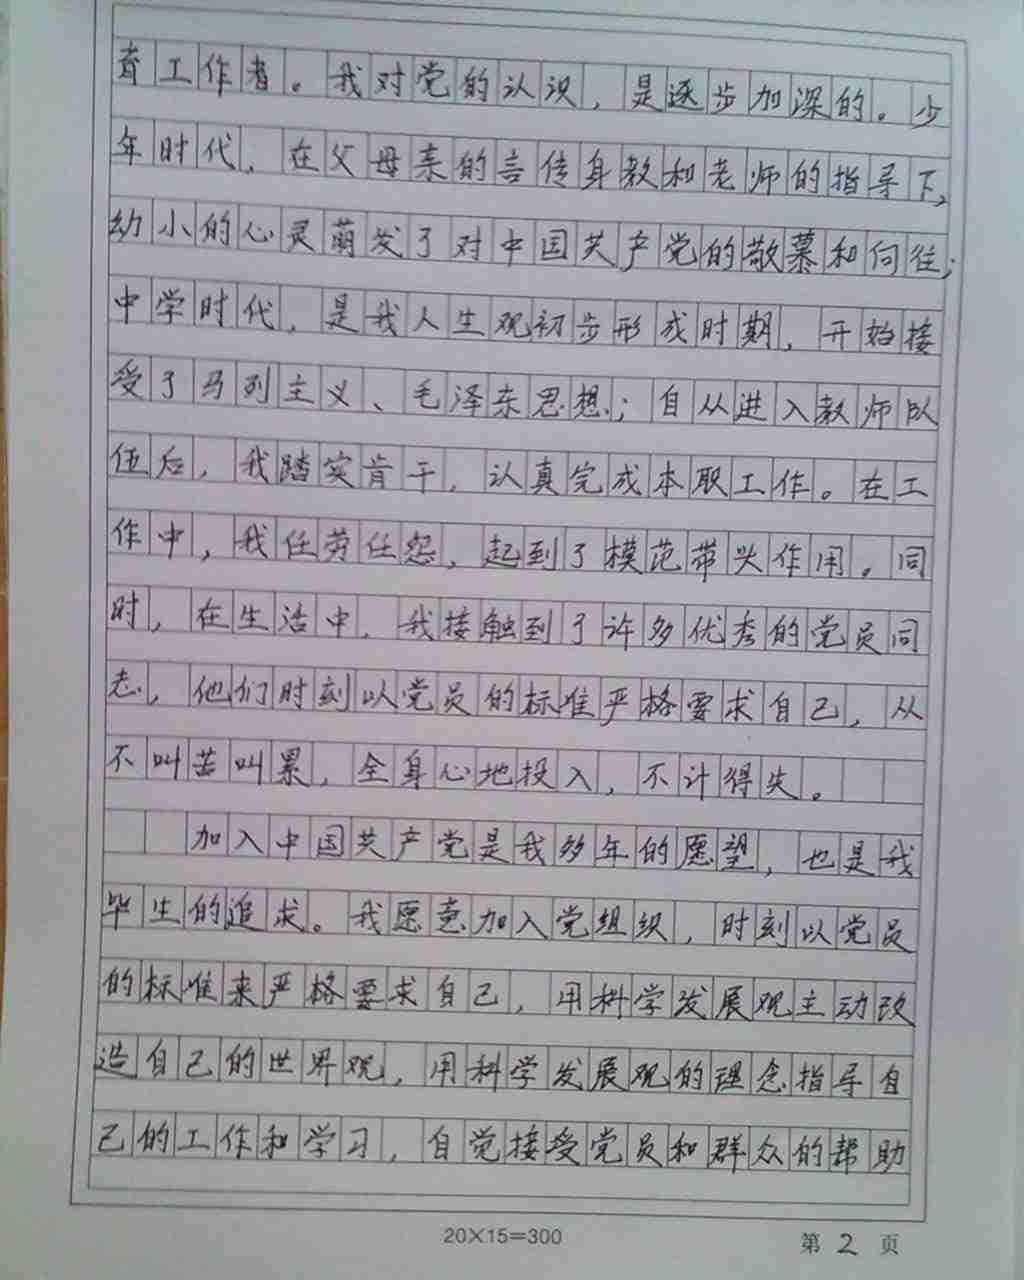 育工作者。我对党的认识，是逐步加深的。少
年时代，在父母亲的言传身教和老师的指导下，
幼小的心灵萌发了对中国共产党的敬慕和向往；
中学时代，是我人生观初步形成时期，开始接
受了马列主义、毛泽东思想；自从进入教师队
伍后，我踏实肯干，认真完成本职工作。在工
作中，我任劳任怨，起到了模范带头作用。同
时，在生活中，我接触到了许多优秀的党员同
志，他们时刻以党员的标准严格要求自己，从
不叫苦叫累，全身心地投入，不计得失。
加入中国共产党是我多年的愿望，也是我
毕生的追求。我愿意加入党组织，时刻以党员
的标准来严格要求自己，用科学发展观主动改
造自己的世界观，用科学发展观的理念指导自
己的工作和学习，自觉接受党员和群众的帮助
20×15=300
第 2 页